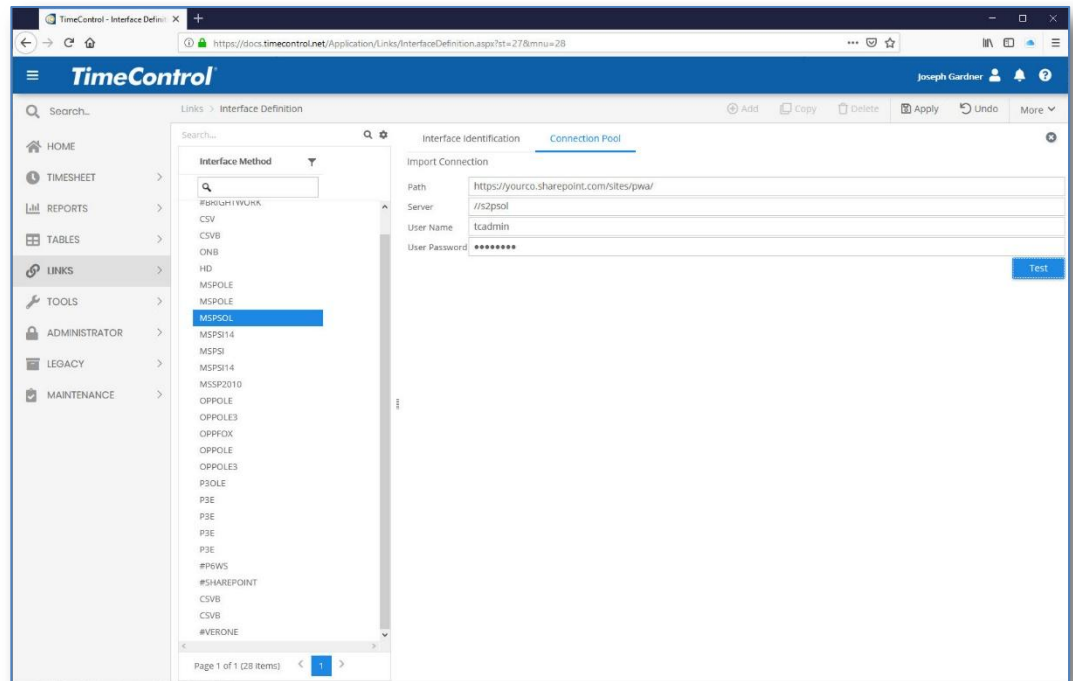 TimeControl - Interface Definit
https://docs.timecontrol.net/Application/Links/InterfaceDefinition.aspx?st=27&mnu=28
TimeControl
Joseph Gardner
Search...
HOME
TIMESHEET
REPORTS
TABLES
LINKS
TOOLS
ADMINISTRATOR
LEGACY
MAINTENANCE
Links > Interface Definition
Add Copy Delete Apply Undo More
Search...
Interface Method
#BRIGHTWORK
CSV
CSVB
ONB
HD
MSPOLE
MSPOLE
MSPSOL
MSPSI14
MSPSI
MSPSI14
MSSP2010
OPPOLE
OPPOLE3
OPPFOX
OPPOLE
OPPOLE3
P3OLE
P3E
P3E
P3E
P3E
#P6WS
#SHAREPOINT
CSVB
CSVB
#VERONE
Page 1 of 1 (28 items) < 1 >
Interface Identification Connection Pool
Import Connection
Path https://yourco.sharepoint.com/sites/pwa/
Server //s2psol
User Name tcadmin
User Password ●●●●●●●●
Test